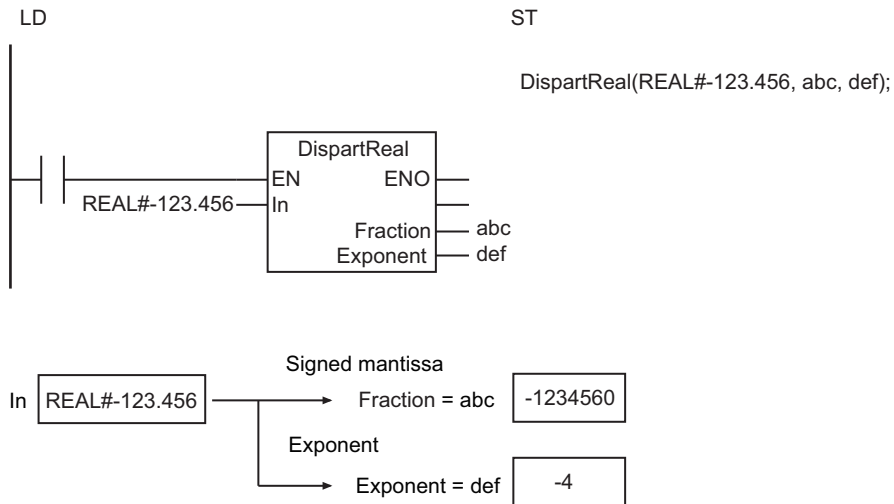 LD
ST
DispartReal(REAL#-123.456, abc, def);
DispartReal
EN ENO
REAL#-123.456 In
Fraction abc
Exponent def
Signed mantissa
In REAL#-123.456 Fraction = abc -1234560
Exponent
Exponent = def -4